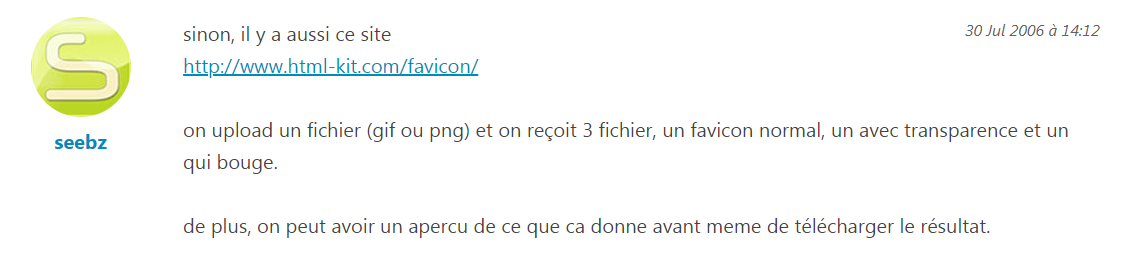 S
sinon, il y a aussi ce site
30 Jul 2006 à 14:12
http://www.html-kit.com/favicon/
seebz
on upload un fichier (gif ou png) et on reçoit 3 fichier, un favicon normal, un avec transparence et un
qui bouge.
de plus, on peut avoir un apercu de ce que ca donne avant meme de télécharger le résultat.